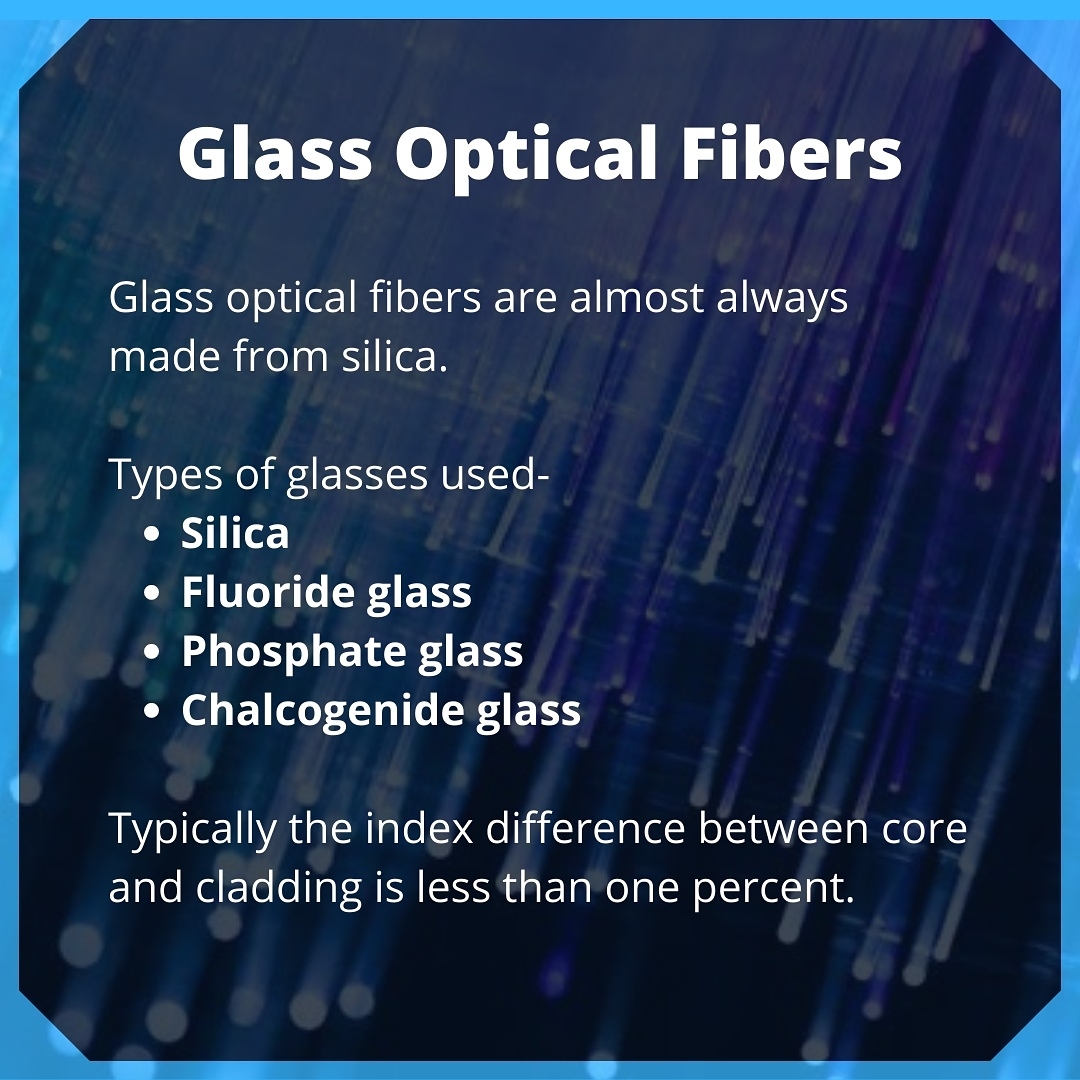 Glass Optical Fibers
Glass optical fibers are almost always
made from silica.
Types of glasses used-
• Silica
• Fluoride glass
• Phosphate glass
• Chalcogenide glass
Typically the index difference between core
and cladding is less than one percent.